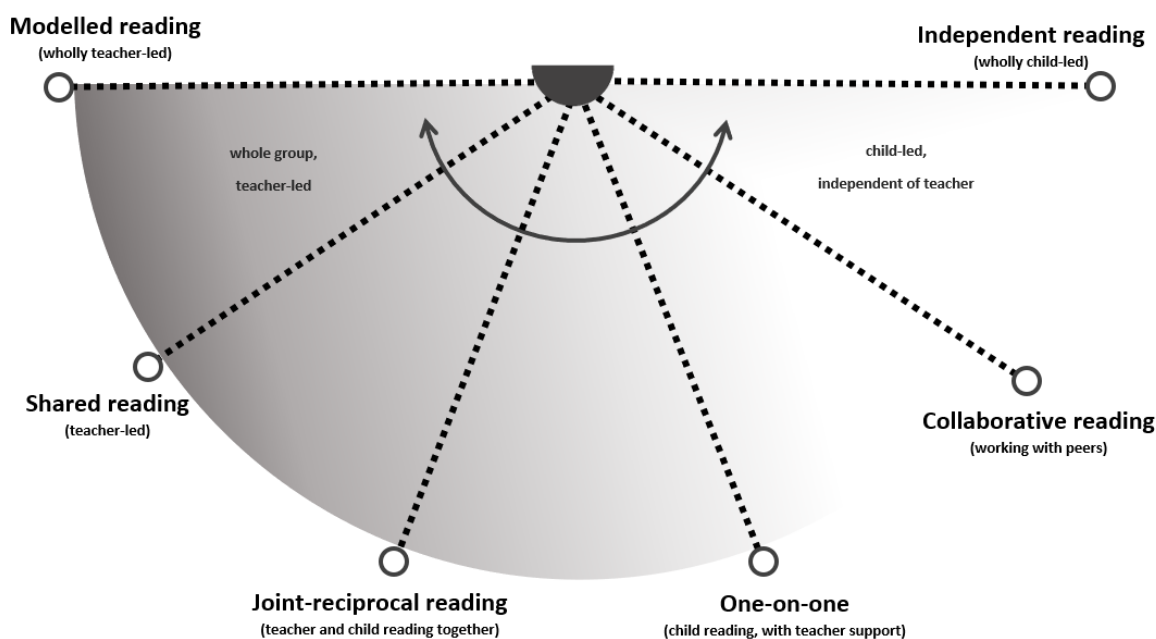 Modelled reading
(wholly teacher-led)
Independent reading
(wholly child-led)
whole group,
teacher-led
child-led,
independent of teacher
Shared reading
(teacher-led)
Collaborative reading
(working with peers)
Joint-reciprocal reading
(teacher and child reading together)
One-on-one
(child reading, with teacher support)